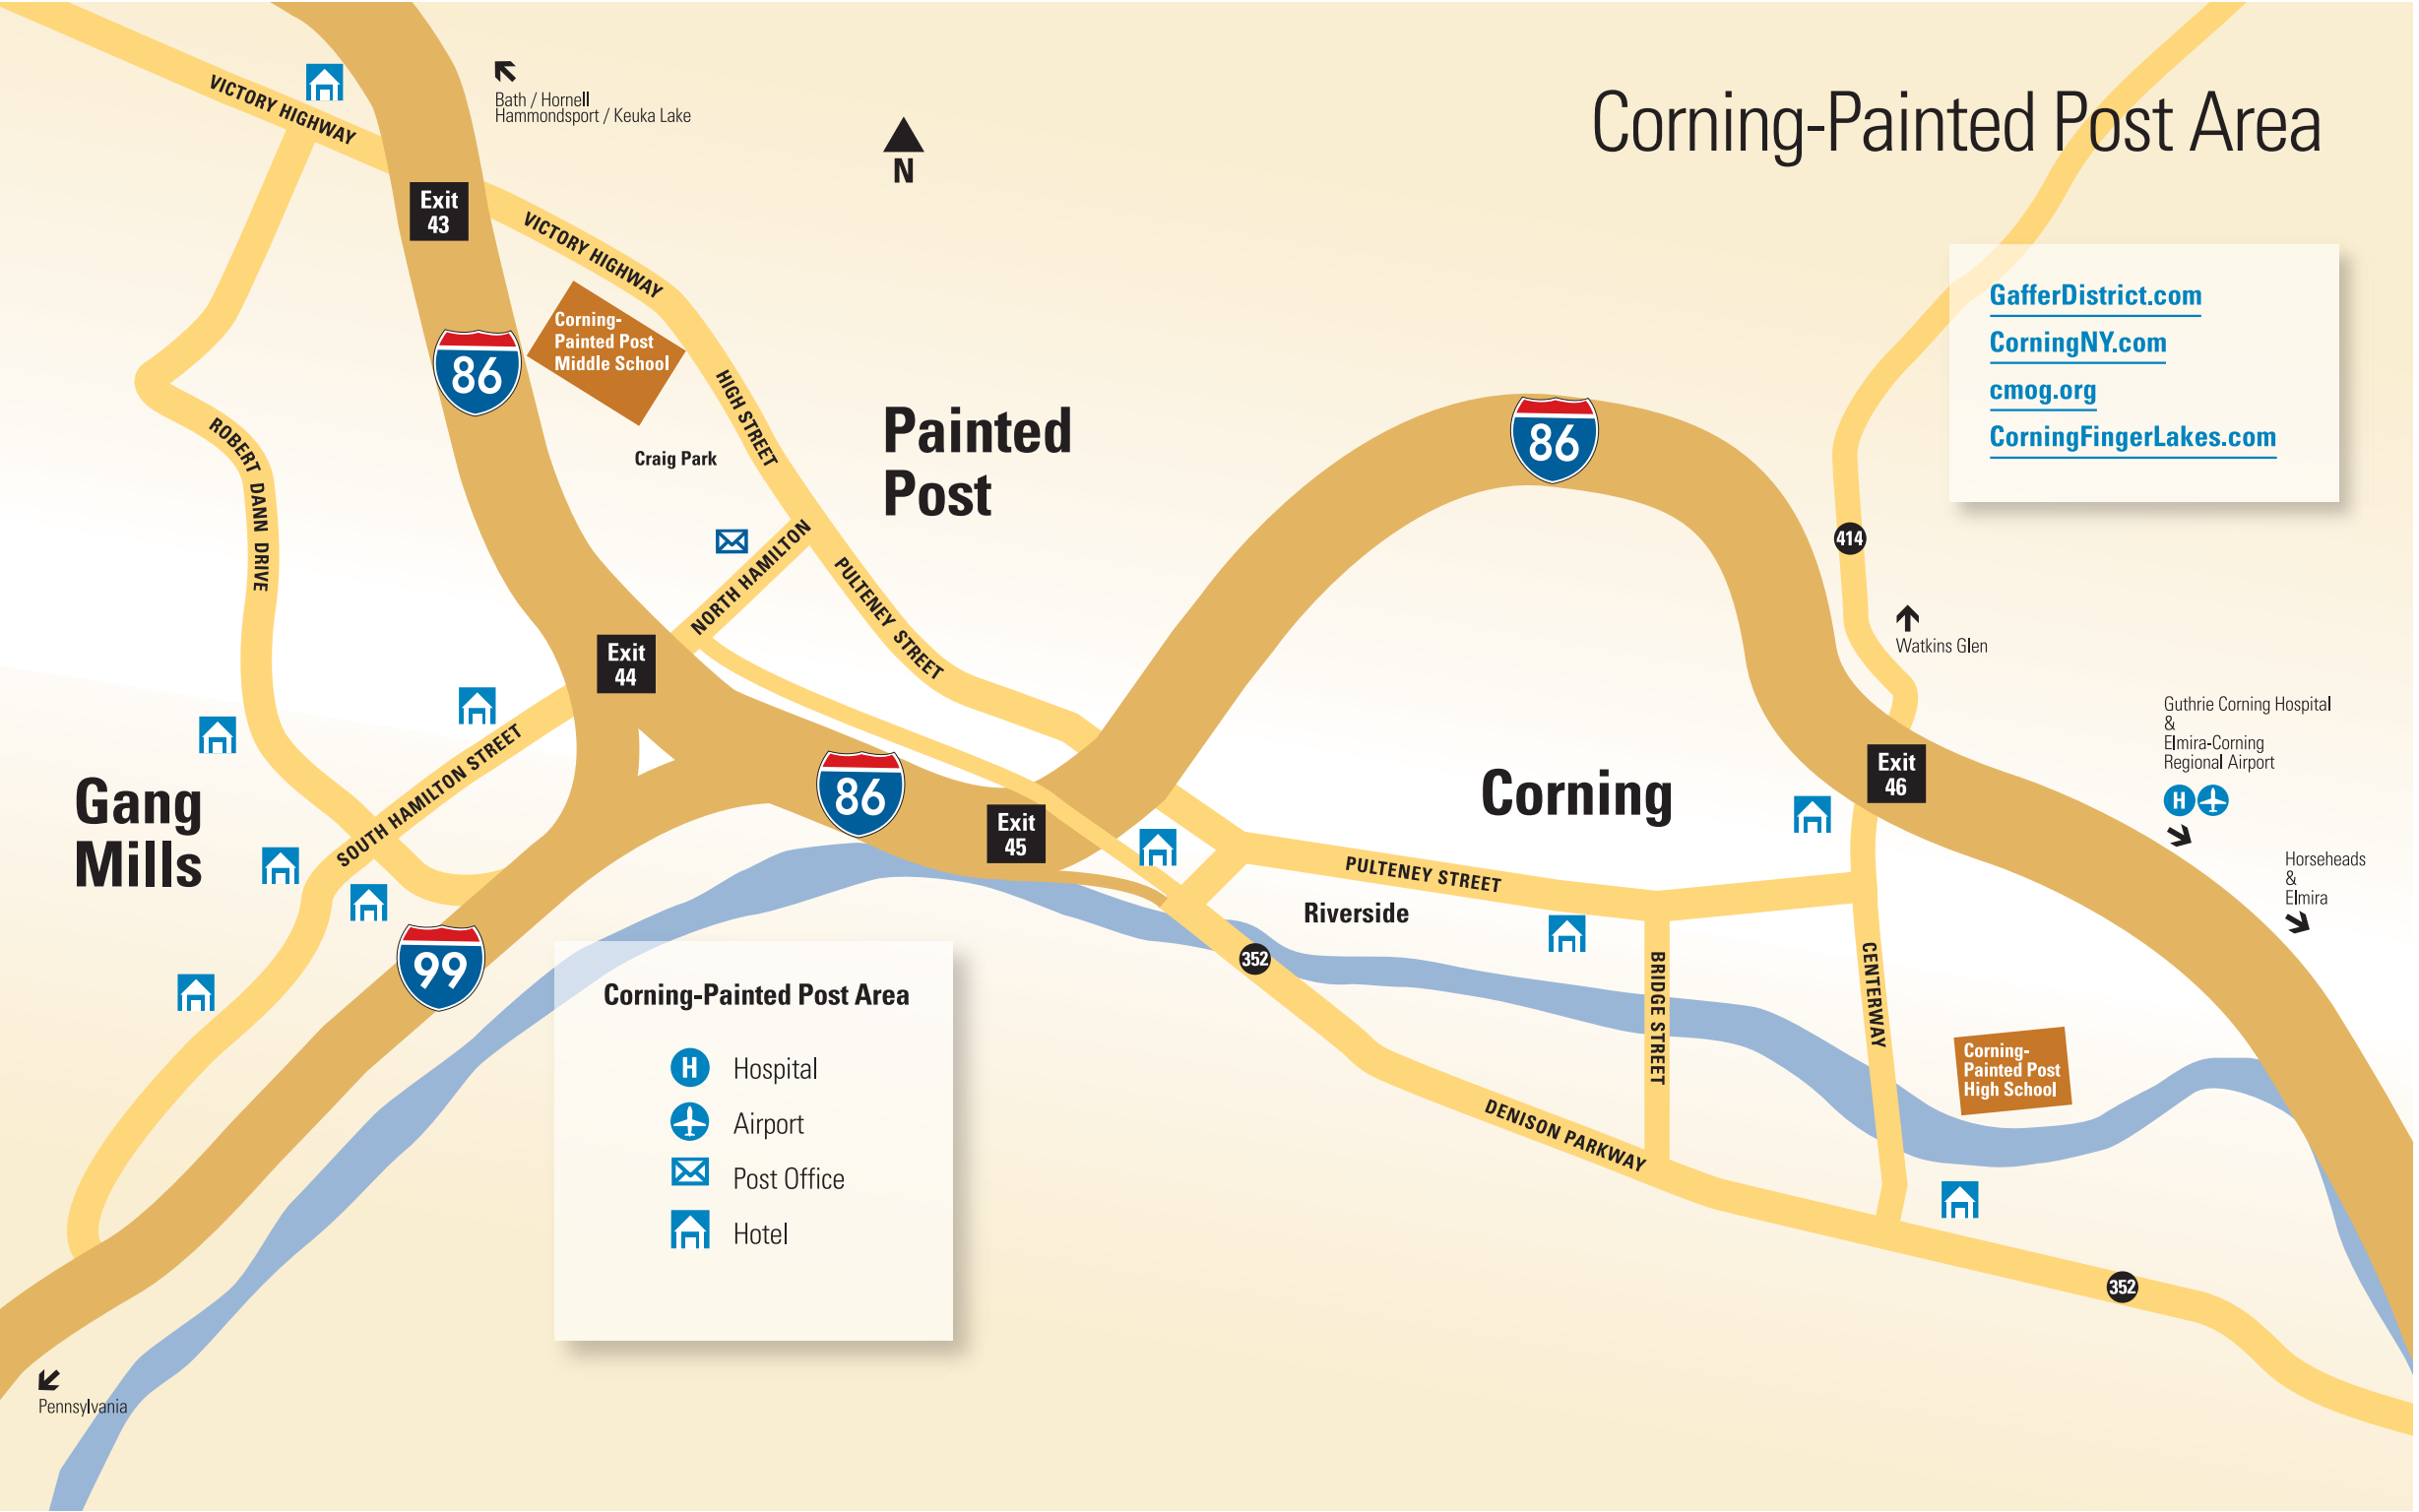 Corning-Painted Post Area
VICTORY HIGHWAY
Bath / Hornell
Hammondsport / Keuka Lake
N
Exit
43
VICTORY HIGHWAY
GafferDistrict.com
CorningNY.com
cmog.org
CorningFingerLakes.com
86
Corning-
Painted Post
Middle School
HIGH STREET
Painted
Post
86
Craig Park
ROBERT DANN DRIVE
NORTH HAMILTON
PULTENEY STREET
414
Watkins Glen
Exit
44
Guthrie Corning Hospital
&
Elmira-Corning
Regional Airport
H
SOUTH HAMILTON STREET
Gang
Mills
86
Exit
45
Corning
Exit
46
Horseheads
&
Elmira
PULTENEY STREET
Riverside
352
99
BRIDGE STREET
CENTERWAY
Corning-Painted Post Area
H Hospital
Airport
Post Office
Hotel
Corning-
Painted Post
High School
DENISON PARKWAY
352
Pennsylvania